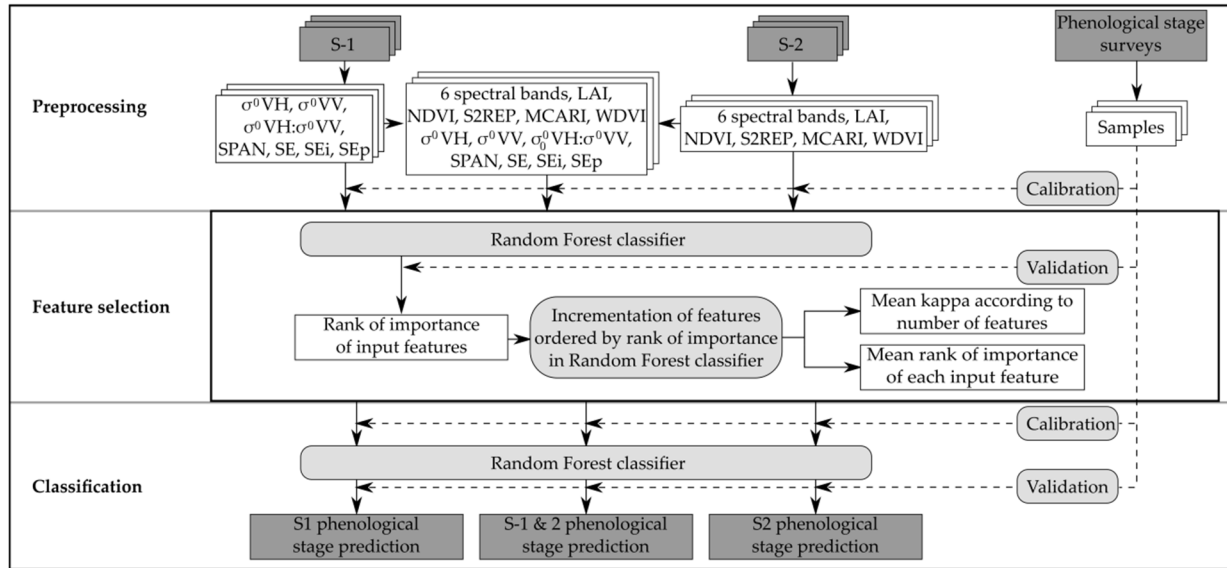 S-1
S-2
Phenological stage
surveys
Preprocessing
σ⁰VH, σ⁰VV,
σ⁰VH:σ⁰VV,
SPAN, SE, SEi, SEp
6 spectral bands, LAI,
NDVI, S2REP, MCARI, WDVI
σ⁰VH, σ⁰VV, σ⁰₀VH:σ⁰VV,
SPAN, SE, SEi, SEp
6 spectral bands, LAI,
NDVI, S2REP, MCARI, WDVI
Samples
Calibration
Feature selection
Random Forest classifier
Validation
Rank of importance
of input features
Incrementation of features
ordered by rank of importance
in Random Forest classifier
Mean kappa according to
number of features
Mean rank of importance
of each input feature
Calibration
Classification
Random Forest classifier
Validation
S1 phenological
stage prediction
S-1 & 2 phenological
stage prediction
S2 phenological
stage prediction